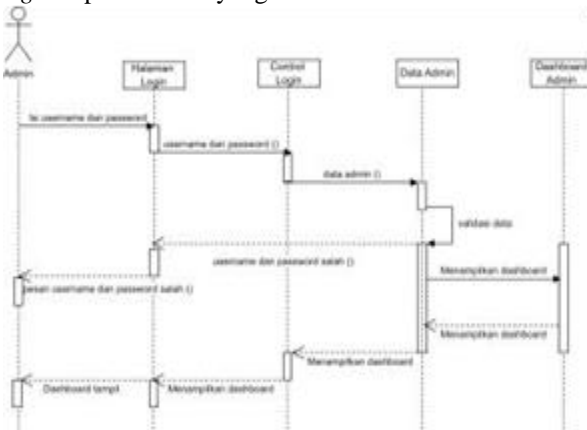 Admin
Halaman
Login
Control
Login
Data Admin
Dashboard
Admin
Isi username dan password
username dan password ()
data admin ()
validasi data
username dan password salah ()
pesan username dan password salah ()
Menampilkan dashboard
Menampilkan dashboard
Menampilkan dashboard
Menampilkan dashboard
Dashboard tampil